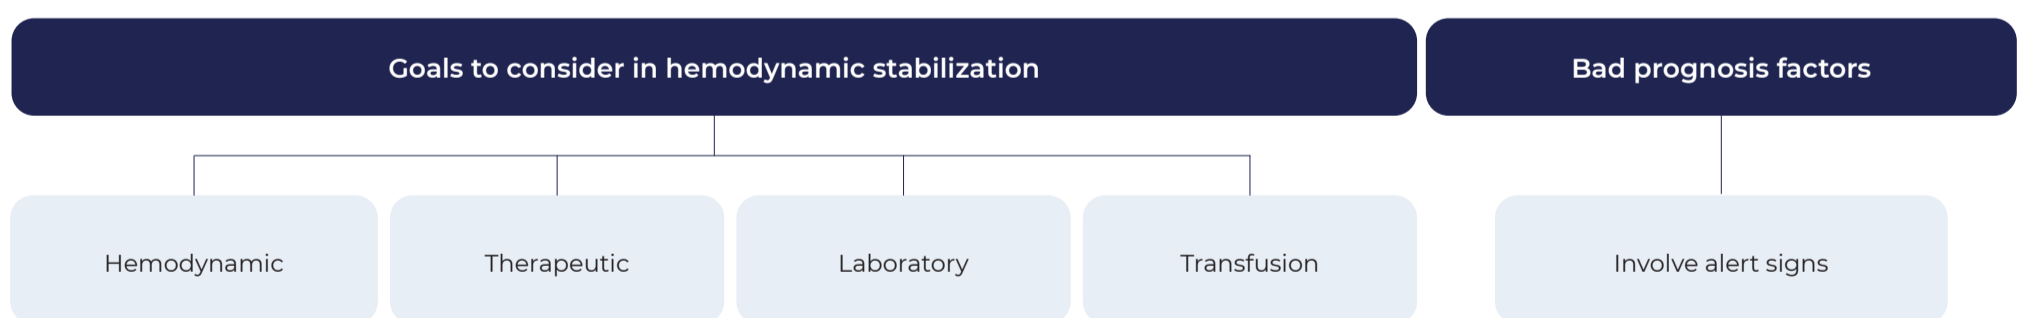 Goals to consider in hemodynamic stabilization
Bad prognosis factors
Hemodynamic
Therapeutic
Laboratory
Transfusion
Involve alert signs